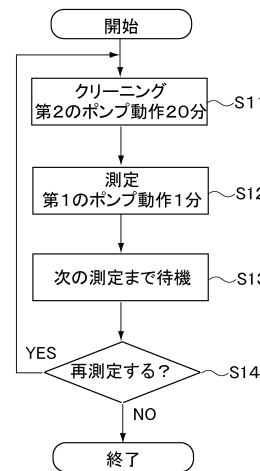 開始
クリーニング
第2のポンプ動作20分
S11
測定
第1のポンプ動作1分
S12
次の測定まで待機
S13
YES
再測定する？
S14
NO
終了